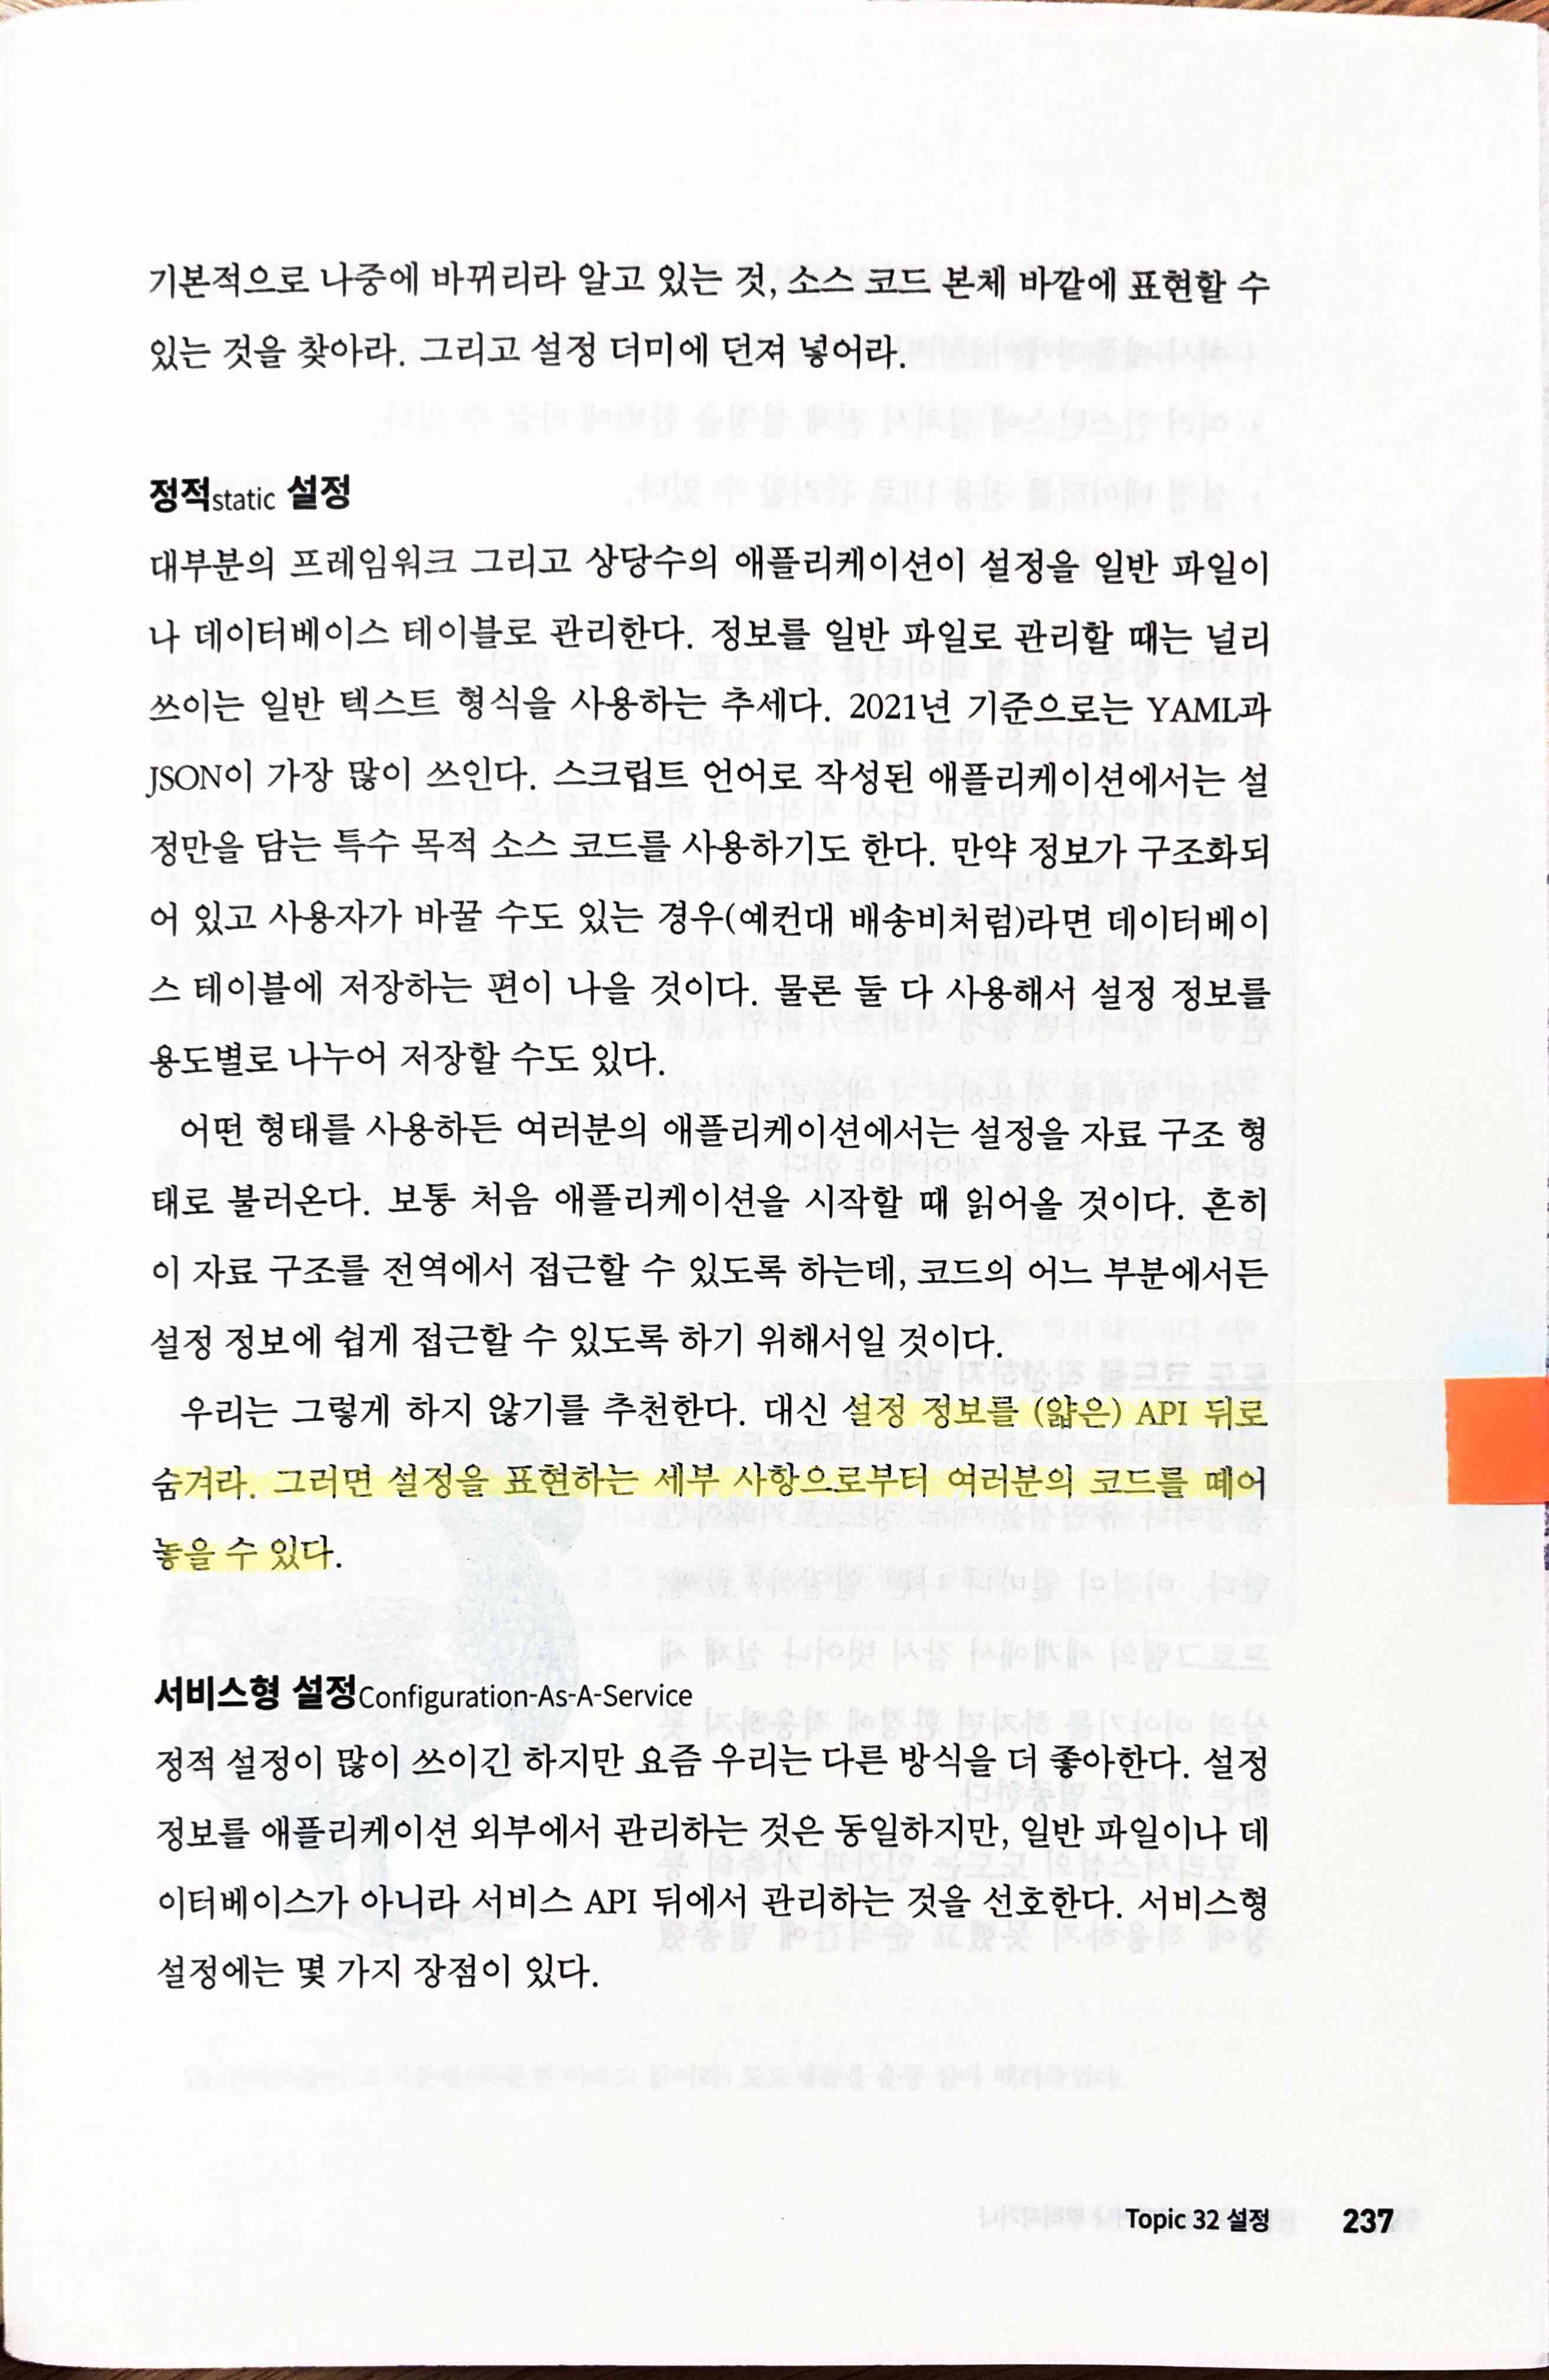 기본적으로 나중에 바뀌리라 알고 있는 것, 소스 코드 본체 바깥에 표현할 수
있는 것을 찾아라. 그리고 설정 더미에 던져 넣어라.
정적static 설정
대부분의 프레임워크 그리고 상당수의 애플리케이션이 설정을 일반 파일이
나 데이터베이스 테이블로 관리한다. 정보를 일반 파일로 관리할 때는 널리
쓰이는 일반 텍스트 형식을 사용하는 추세다. 2021년 기준으로는 YAML과
JSON이 가장 많이 쓰인다. 스크립트 언어로 작성된 애플리케이션에서는 설
정만을 담는 특수 목적 소스 코드를 사용하기도 한다. 만약 정보가 구조화되
어 있고 사용자가 바꿀 수도 있는 경우(예컨대 배송비처럼)라면 데이터베이
스 테이블에 저장하는 편이 나을 것이다. 물론 둘 다 사용해서 설정 정보를
용도별로 나누어 저장할 수도 있다.
어떤 형태를 사용하든 여러분의 애플리케이션에서는 설정을 자료 구조 형
태로 불러온다. 보통 처음 애플리케이션을 시작할 때 읽어올 것이다. 흔히
이 자료 구조를 전역에서 접근할 수 있도록 하는데, 코드의 어느 부분에서든
설정 정보에 쉽게 접근할 수 있도록 하기 위해서일 것이다.
우리는 그렇게 하지 않기를 추천한다. 대신 설정 정보를 (얇은) API 뒤로
숨겨라. 그러면 설정을 표현하는 세부 사항으로부터 여러분의 코드를 떼어
놓을 수 있다.
서비스형 설정Configuration-As-A-Service
정적 설정이 많이 쓰이긴 하지만 요즘 우리는 다른 방식을 더 좋아한다. 설정
정보를 애플리케이션 외부에서 관리하는 것은 동일하지만, 일반 파일이나 데
이터베이스가 아니라 서비스 API 뒤에서 관리하는 것을 선호한다. 서비스형
설정에는 몇 가지 장점이 있다.
Topic 32 설정 237